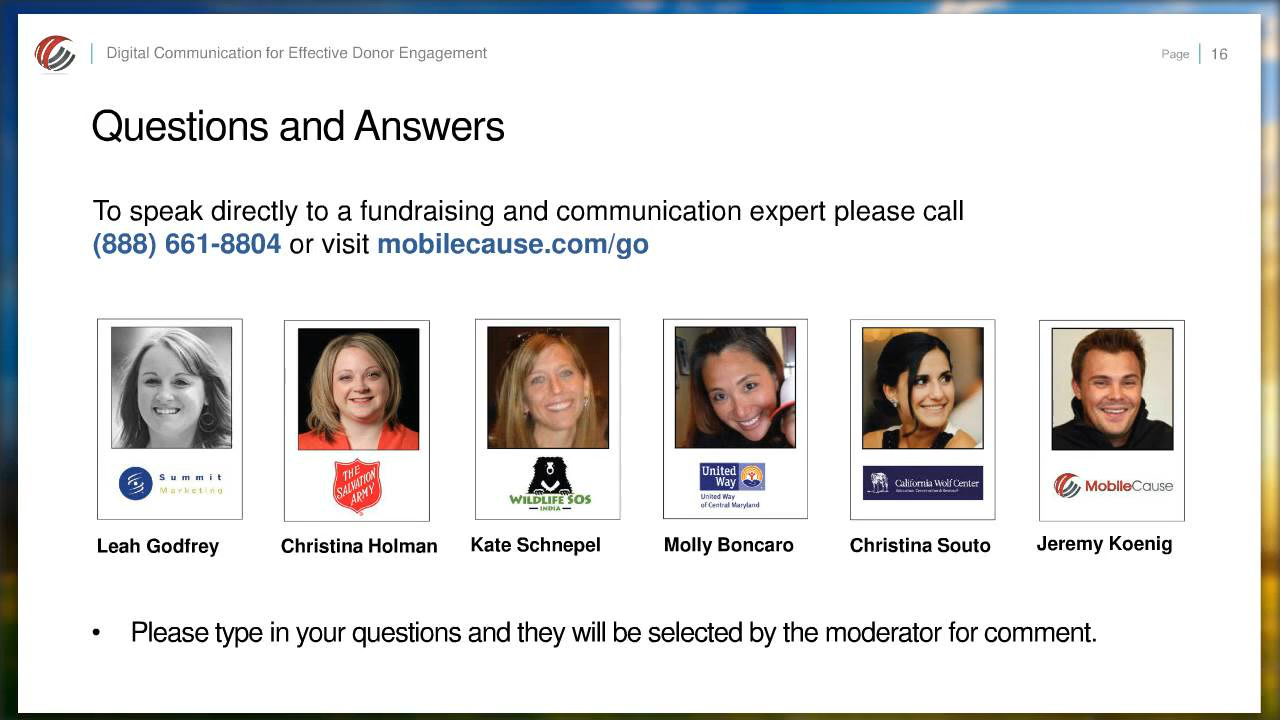 Digital Communication for Effective Donor Engagement
Page 16
Questions and Answers
To speak directly to a fundraising and communication expert please call
(888) 661-8804 or visit mobilecause.com/go
Summit
Marketing
THE
SALVATION
ARMY
WILDLIFE SOS
INDIA
United
Way
United Way
of Central Maryland
California Wolf Center
MobileCause
Leah Godfrey
Christina Holman
Kate Schnepel
Molly Boncaro
Christina Souto
Jeremy Koenig
• Please type in your questions and they will be selected by the moderator for comment.